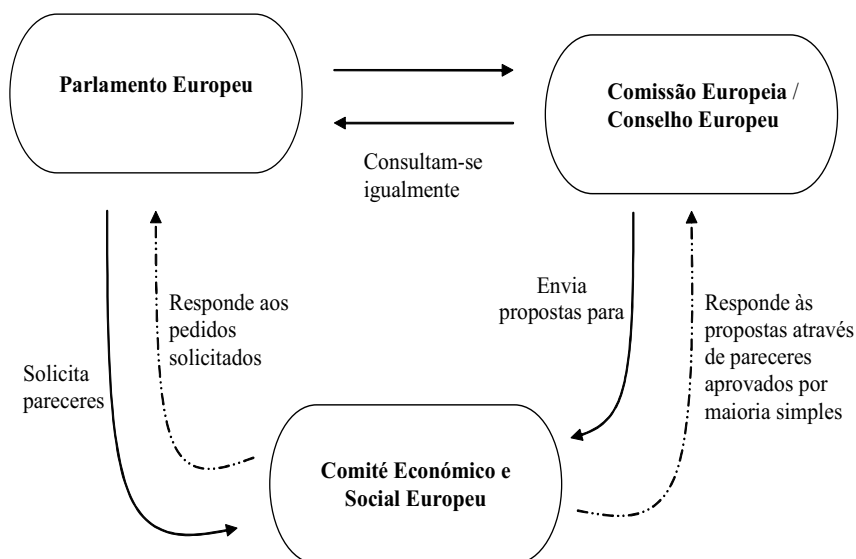 Parlamento Europeu
Comissão Europeia /
Conselho Europeu
Consultam-se
igualmente
Responde aos
pedidos
solicitados
Envia
propostas para
Responde às
propostas através
de pareceres
aprovados por
maioria simples
Solicita
pareceres
Comité Económico e
Social Europeu